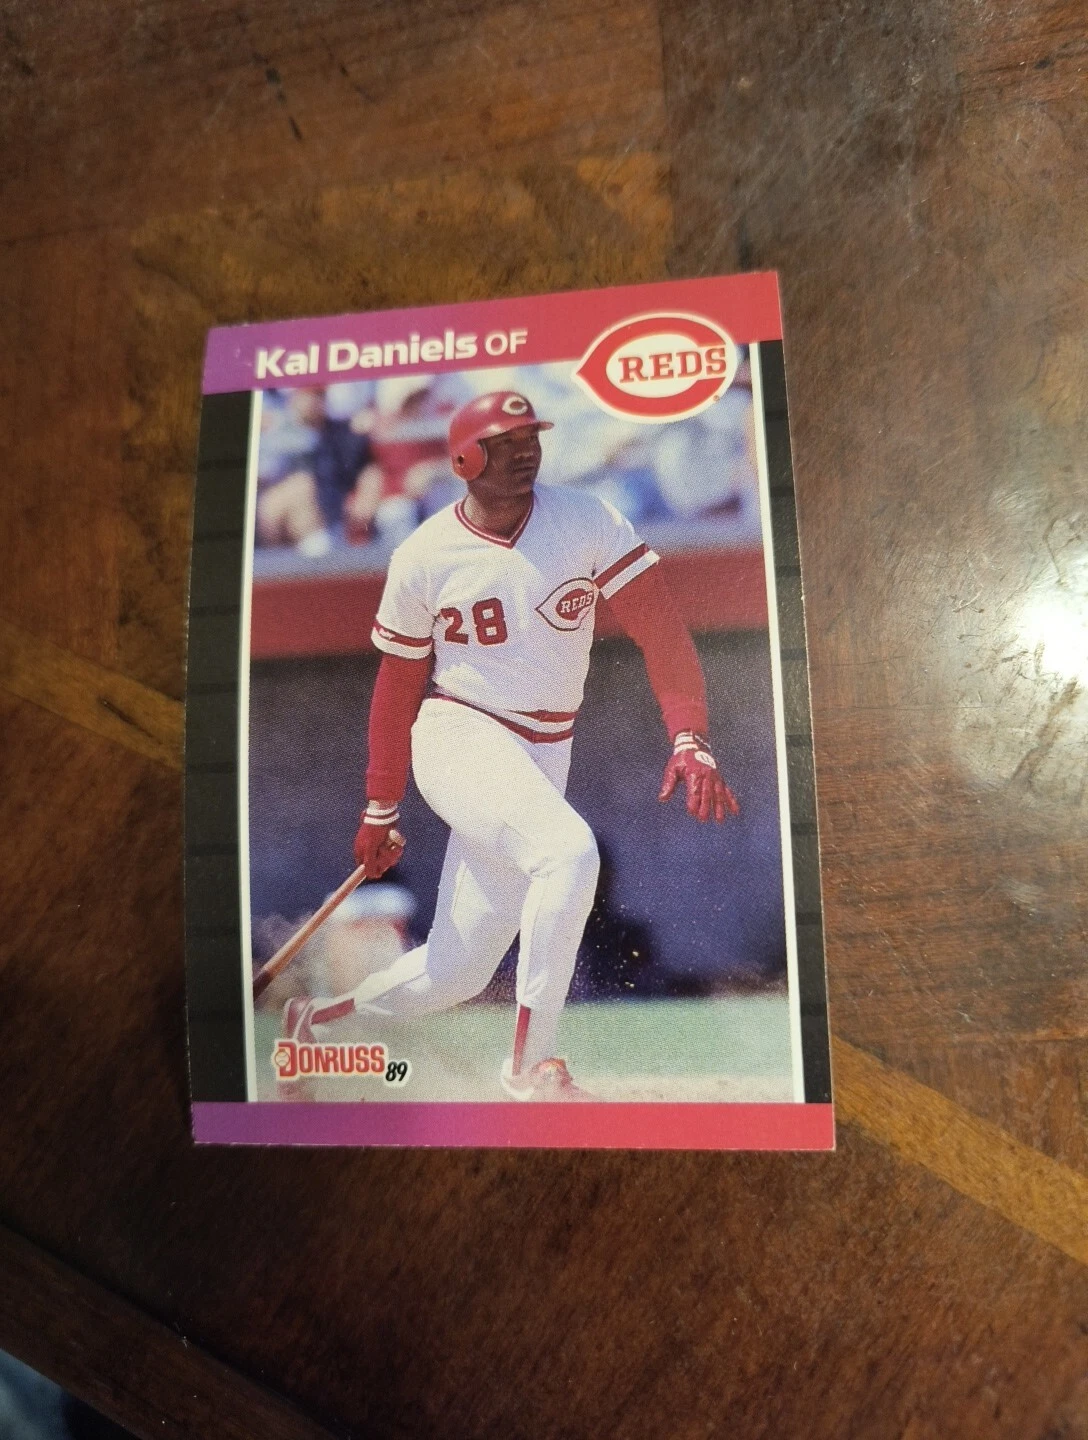 Kal Daniels OF
REDS
C
28
REDS
DONRUSS 89